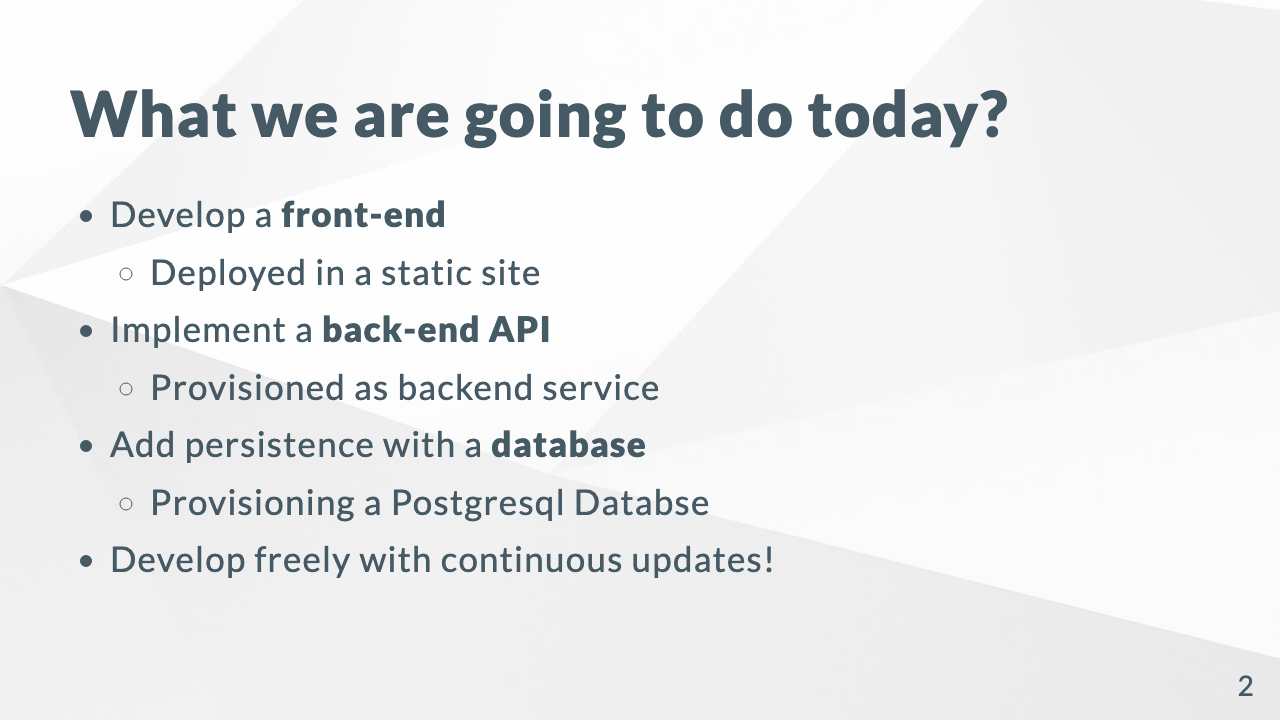 What we are going to do today?
• Develop a front-end
○ Deployed in a static site
• Implement a back-end API
○ Provisioned as backend service
• Add persistence with a database
○ Provisioning a Postgresql Databse
• Develop freely with continuous updates!
2